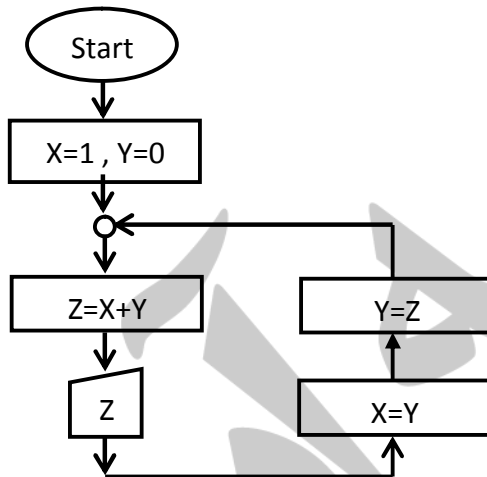 Start
X=1 , Y=0
Z=X+Y
Z
Y=Z
X=Y